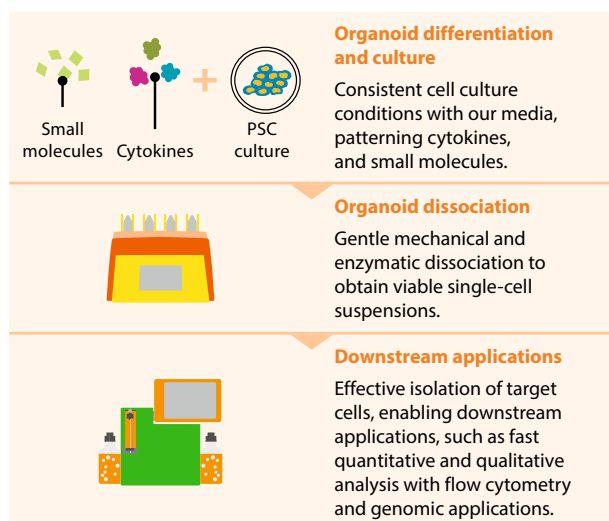 Small
molecules
Cytokines
PSC
culture
Organoid differentiation
and culture
Consistent cell culture
conditions with our media,
patterning cytokines,
and small molecules.
Organoid dissociation
Gentle mechanical and
enzymatic dissociation to
obtain viable single-cell
suspensions.
Downstream applications
Effective isolation of target
cells, enabling downstream
applications, such as fast
quantitative and qualitative
analysis with flow cytometry
and genomic applications.